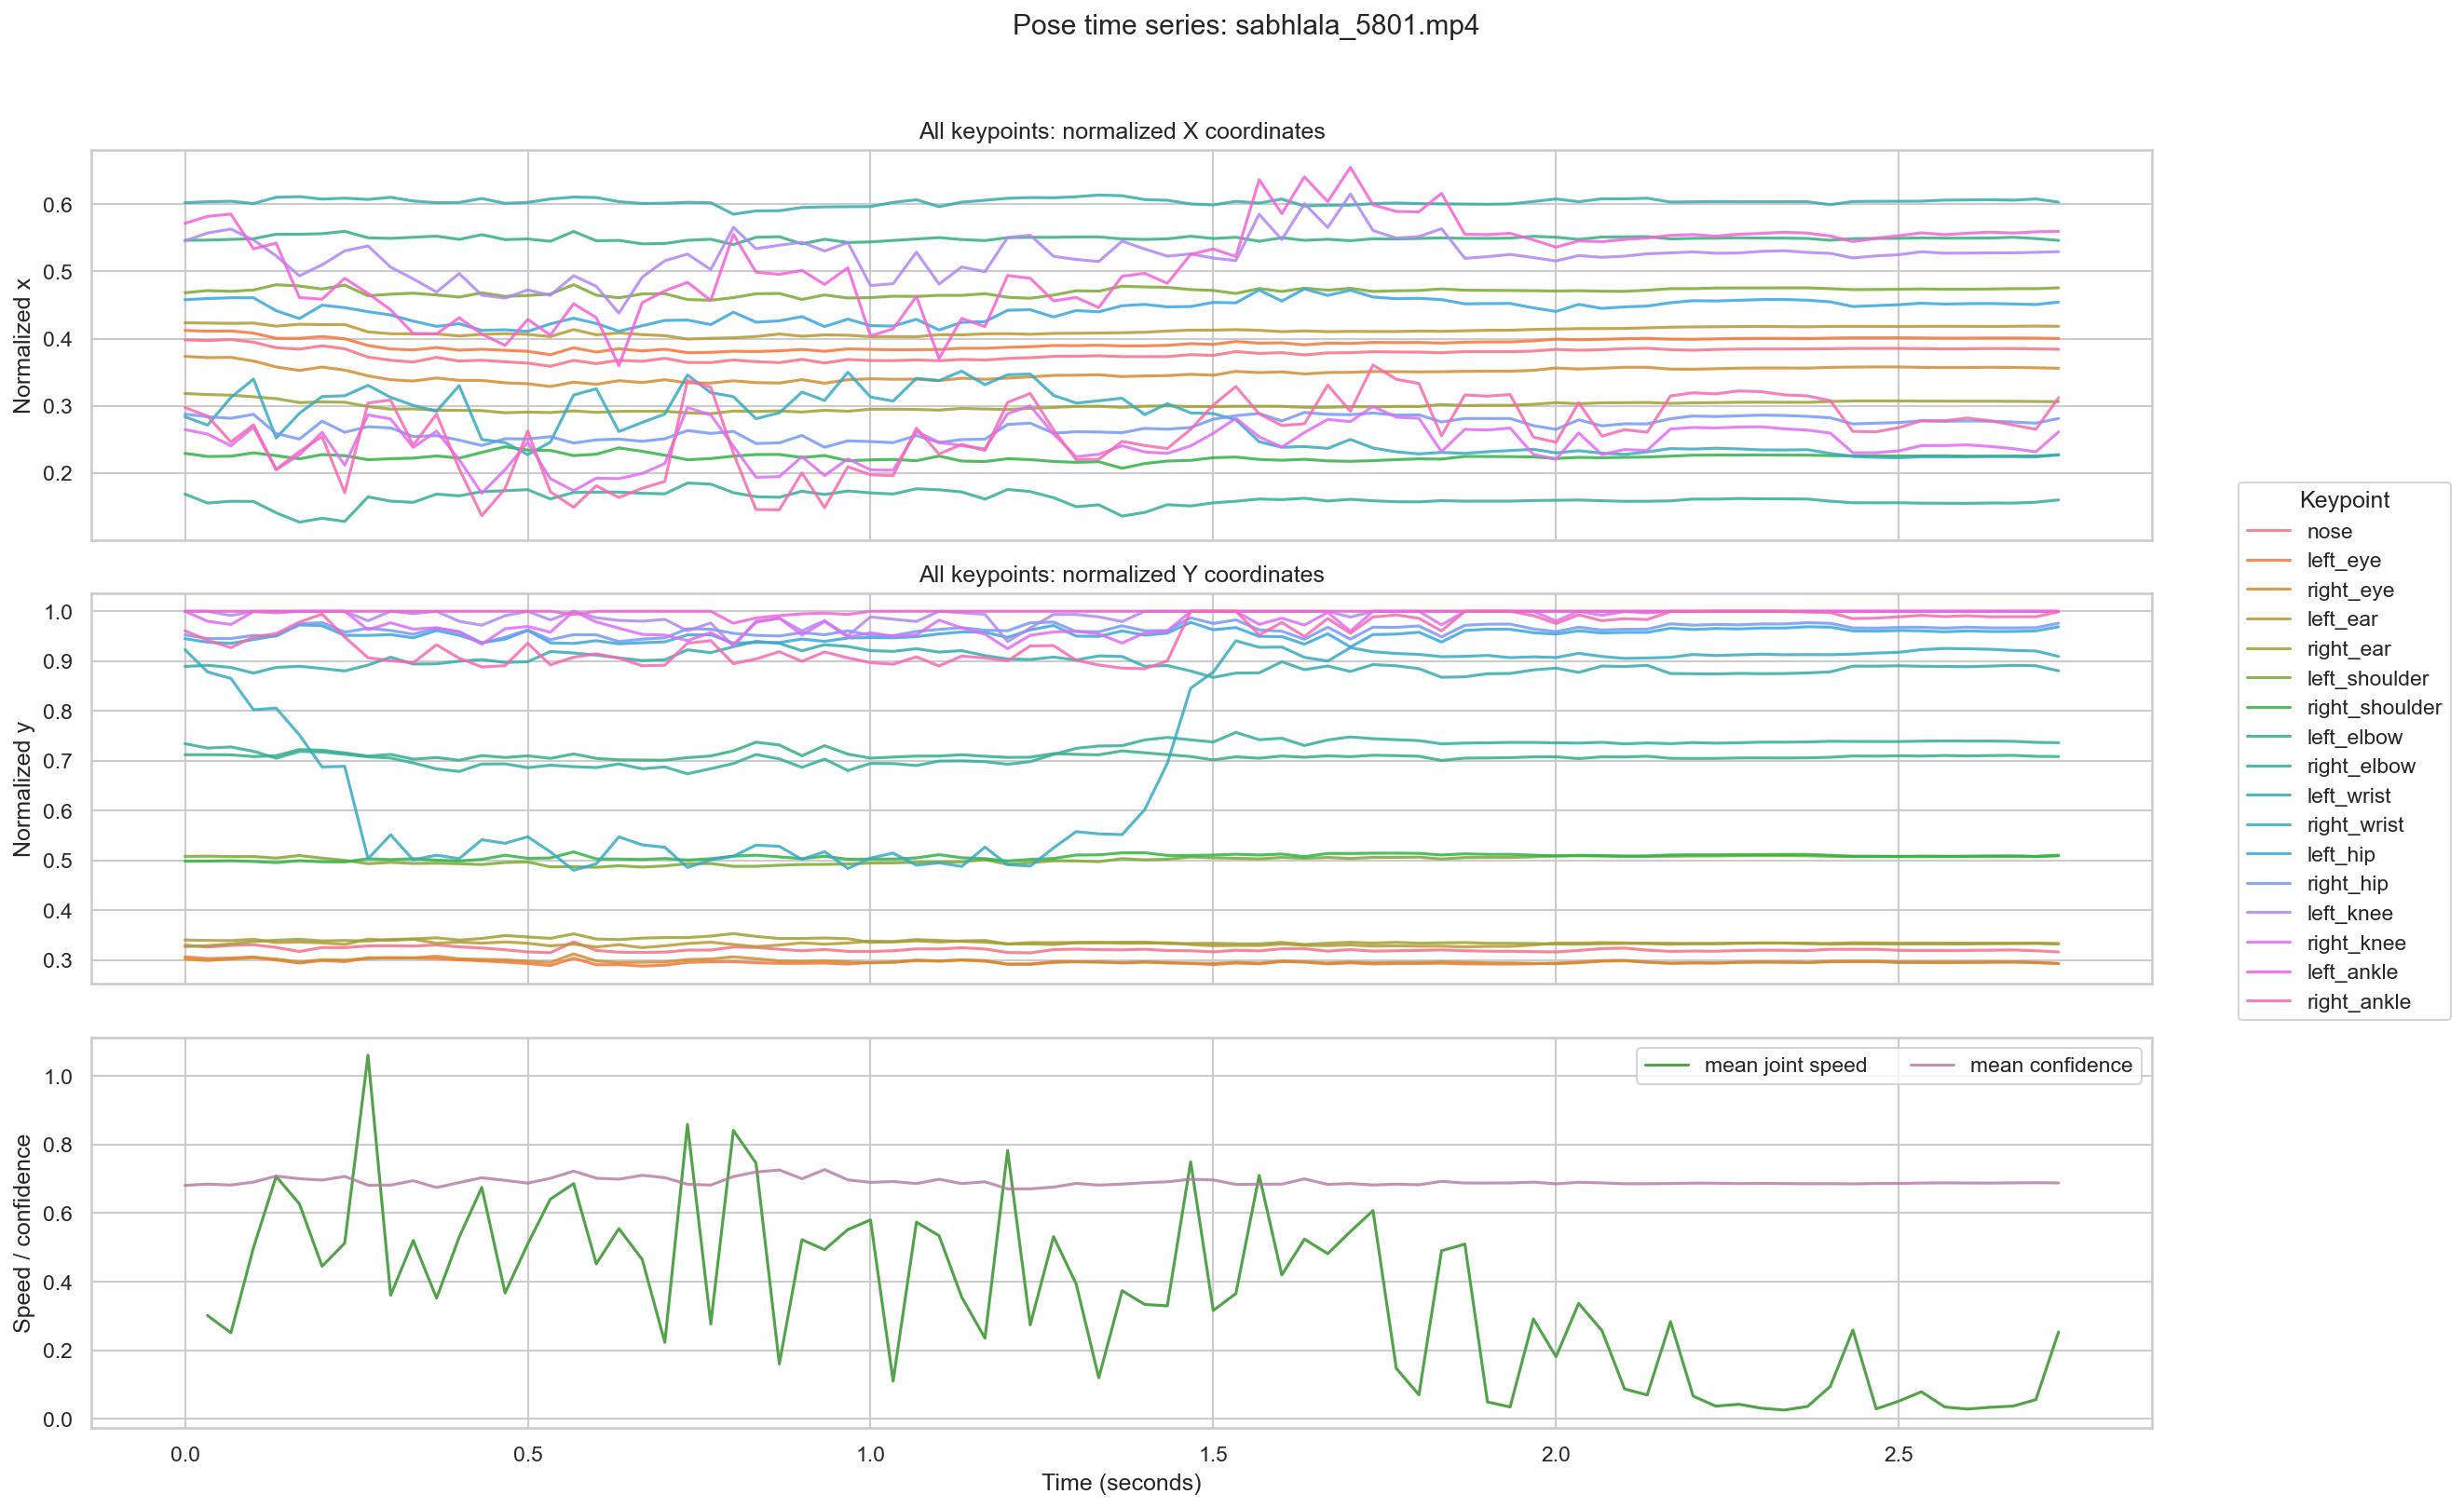 Pose time series: sabhlala_5801.mp4
All keypoints: normalized X coordinates
Normalized x
0.6
0.5
0.4
0.3
0.2
All keypoints: normalized Y coordinates
Normalized y
1.0
0.9
0.8
0.7
0.6
0.5
0.4
0.3
Keypoint
nose
left_eye
right_eye
left_ear
right_ear
left_shoulder
right_shoulder
left_elbow
right_elbow
left_wrist
right_wrist
left_hip
right_hip
left_knee
right_knee
left_ankle
right_ankle
mean joint speed mean confidence
Speed / confidence
1.0
0.8
0.6
0.4
0.2
0.0
0.0 0.5 1.0 1.5 2.0 2.5
Time (seconds)